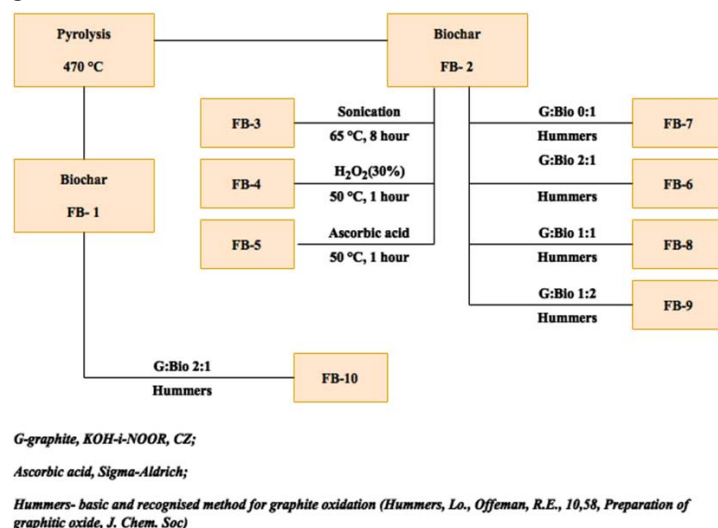 Pyrolysis
470 °C
Biochar
FB- 2
FB-3
Sonication
65 °C, 8 hour
G:Bio 0:1
Hummers
FB-7
Biochar
FB- 1
FB-4
H₂O₂(30%)
50 °C, 1 hour
G:Bio 2:1
Hummers
FB-6
FB-5
Ascorbic acid
50 °C, 1 hour
G:Bio 1:1
Hummers
FB-8
G:Bio 1:2
Hummers
FB-9
G:Bio 2:1
Hummers
FB-10
G-graphite, KOH-i-NOOR, CZ;
Ascorbic acid, Sigma-Aldrich;
Hummers- basic and recognised method for graphite oxidation (Hummers, Lo., Offeman, R.E., 10,58, Preparation of
graphitic oxide, J. Chem. Soc)